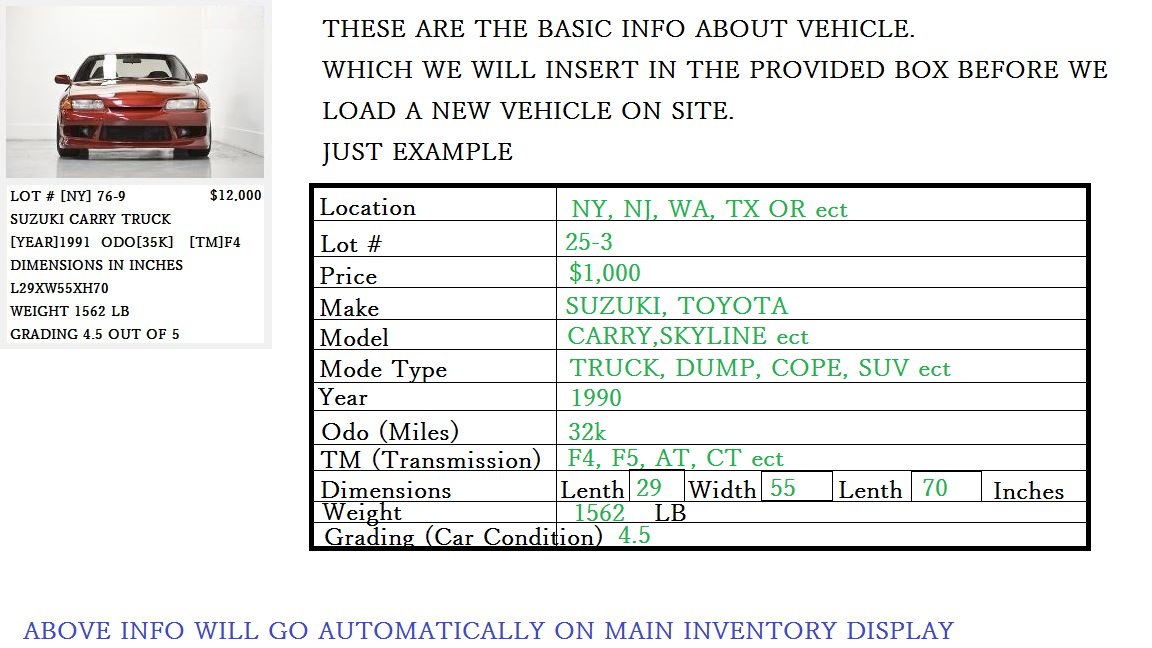 THESE ARE THE BASIC INFO ABOUT VEHICLE.
WHICH WE WILL INSERT IN THE PROVIDED BOX BEFORE WE
LOAD A NEW VEHICLE ON SITE.
JUST EXAMPLE
LOT # [NY] 76-9 $12,000
SUZUKI CARRY TRUCK
[YEAR]1991 ODO[35K] [TM]F4
DIMENSIONS IN INCHES
L29XW55XH70
WEIGHT 1562 LB
GRADING 4.5 OUT OF 5
Location NY, NJ, WA, TX OR ect
Lot # 25-3
Price $1,000
Make SUZUKI, TOYOTA
Model CARRY,SKYLINE ect
Mode Type TRUCK, DUMP, COPE, SUV ect
Year 1990
Odo (Miles) 32k
TM (Transmission) F4, F5, AT, CT ect
Dimensions Lenth 29 Width 55 Lenth 70 Inches
Weight 1562 LB
Grading (Car Condition) 4.5
ABOVE INFO WILL GO AUTOMATICALLY ON MAIN INVENTORY DISPLAY